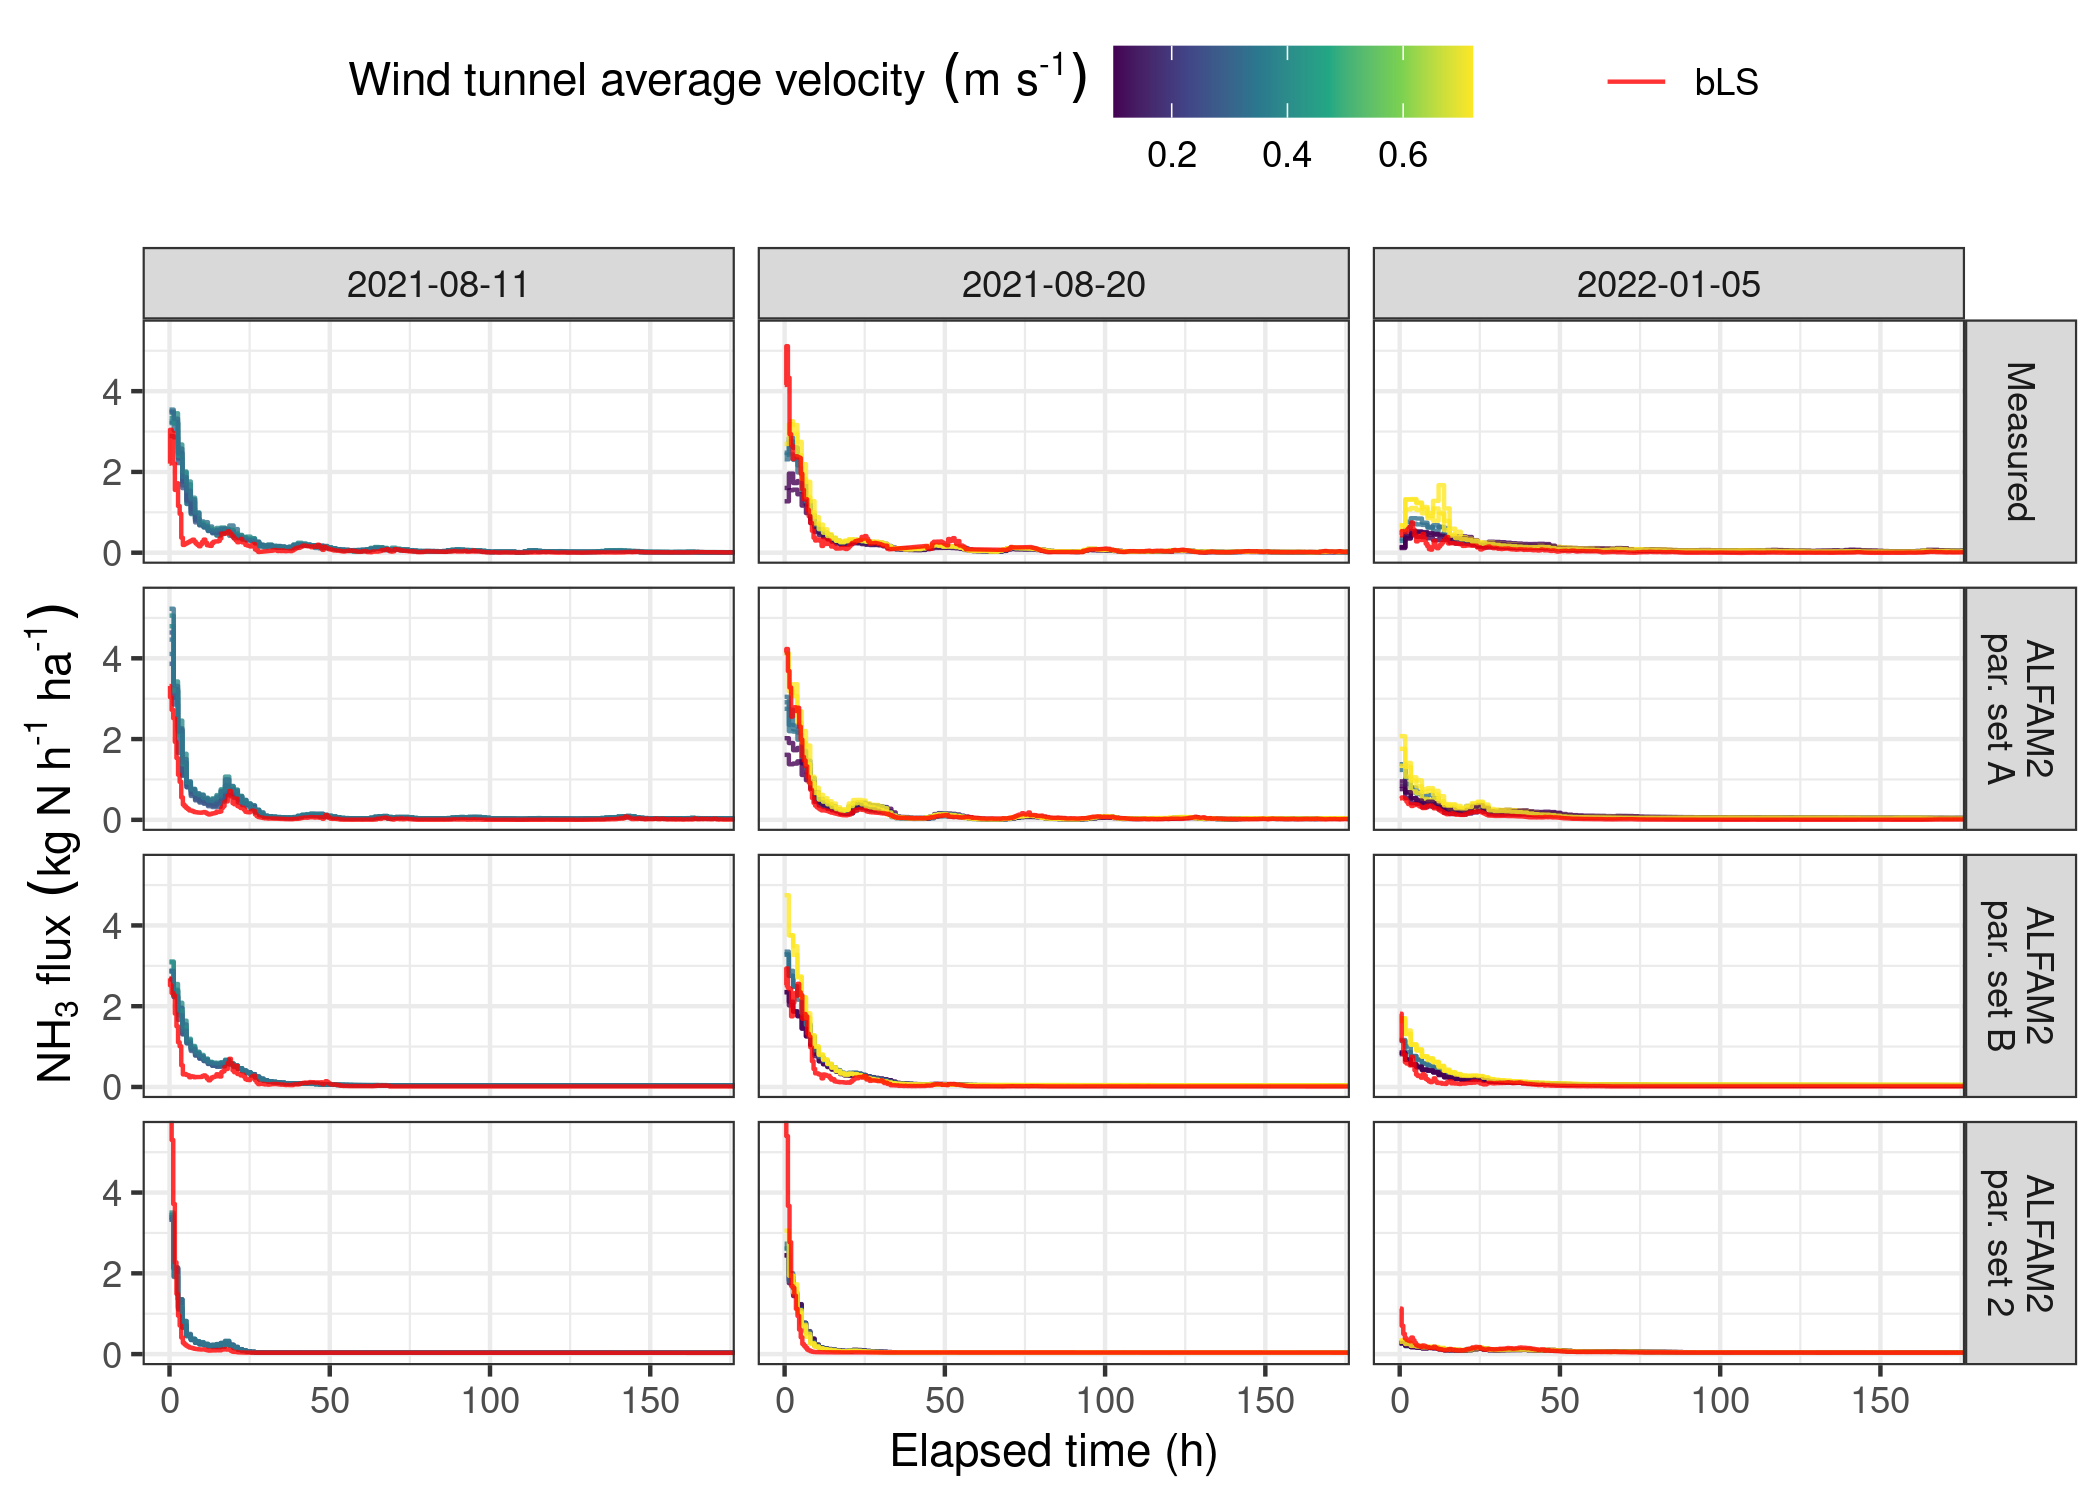 Wind tunnel average velocity (m s⁻¹)
0.2 0.4 0.6
bLS
2021-08-11 2021-08-20 2022-01-05
NH₃ flux (kg N h⁻¹ ha⁻¹)
4
2
0
Measured
4
2
0
ALFAM2
par. set A
4
2
0
ALFAM2
par. set B
4
2
0
ALFAM2
par. set 2
0 50 100 150 0 50 100 150 0 50 100 150
Elapsed time (h)